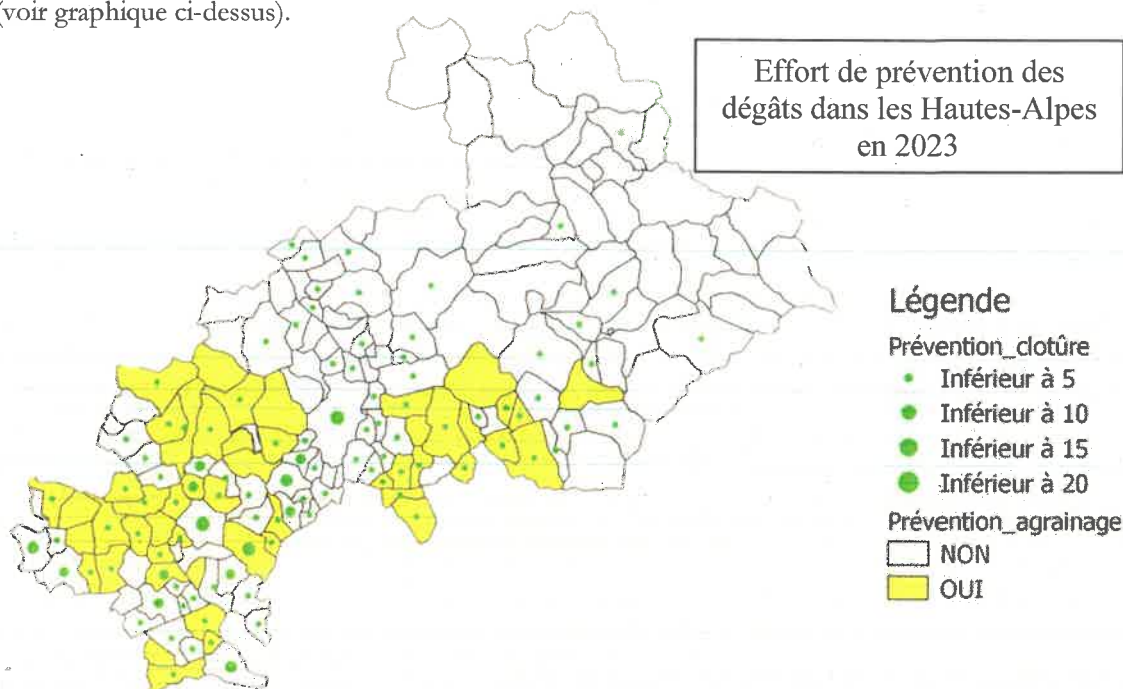 (voir graphique ci-dessus).
Effort de prévention des
dégâts dans les Hautes-Alpes
en 2023
Légende
Prévention_clotûre
Inférieur à 5
Inférieur à 10
Inférieur à 15
Inférieur à 20
Prévention_agrainage
NON
OUI